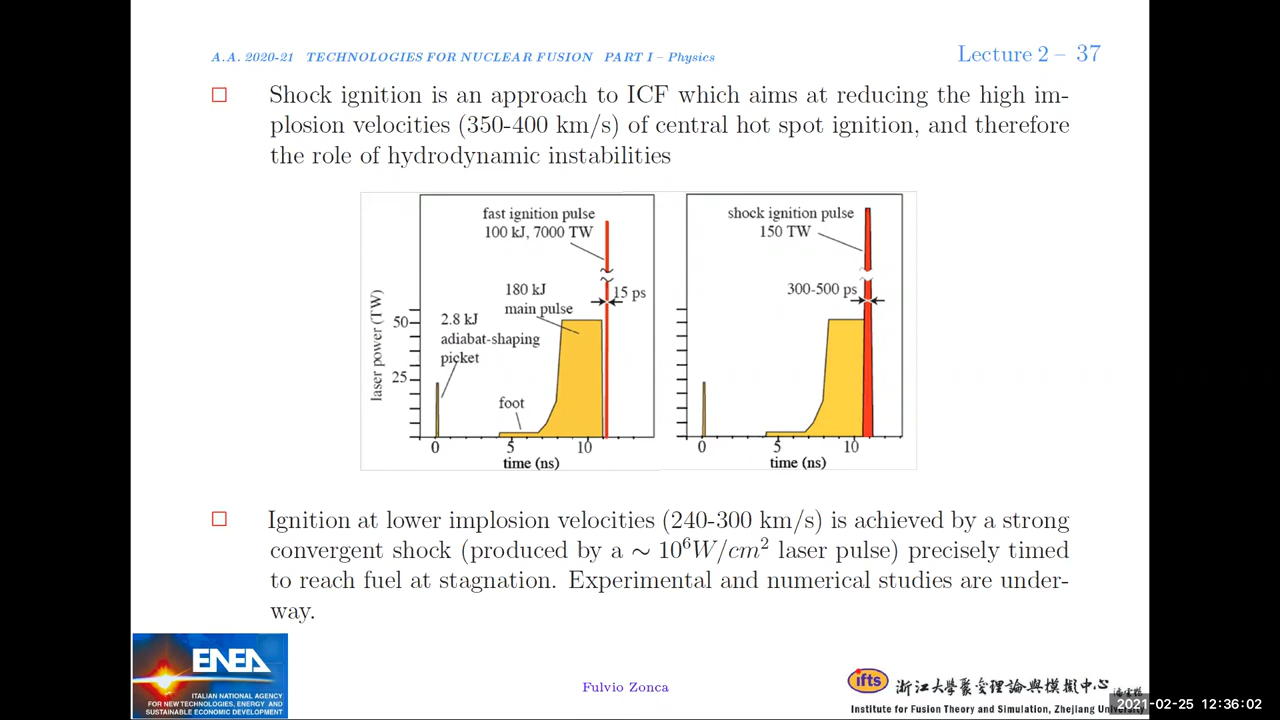 A.A. 2020-21 TECHNOLOGIES FOR NUCLEAR FUSION PART I – Physics
Lecture 2 – 37
Shock ignition is an approach to ICF which aims at reducing the high im-
plosion velocities (350-400 km/s) of central hot spot ignition, and therefore
the role of hydrodynamic instabilities
fast ignition pulse
100 kJ, 7000 TW
180 kJ
main pulse
15 ps
2.8 kJ
adiabat-shaping
picket
foot
laser power (TW)
50
25
0 5 10
time (ns)
shock ignition pulse
150 TW
300-500 ps
0 5 10
time (ns)
Ignition at lower implosion velocities (240-300 km/s) is achieved by a strong
convergent shock (produced by a ∼ 10⁶W/cm² laser pulse) precisely timed
to reach fuel at stagnation. Experimental and numerical studies are under-
way.
ENEA
ITALIAN NATIONAL AGENCY
FOR NEW TECHNOLOGIES, ENERGY AND
SUSTAINABLE ECONOMIC DEVELOPMENT
Fulvio Zonca
ifts
浙江大學聚变理論與模擬中心
Institute for Fusion Theory and Simulation, Zhejiang University
2021-02-25 12:36:02